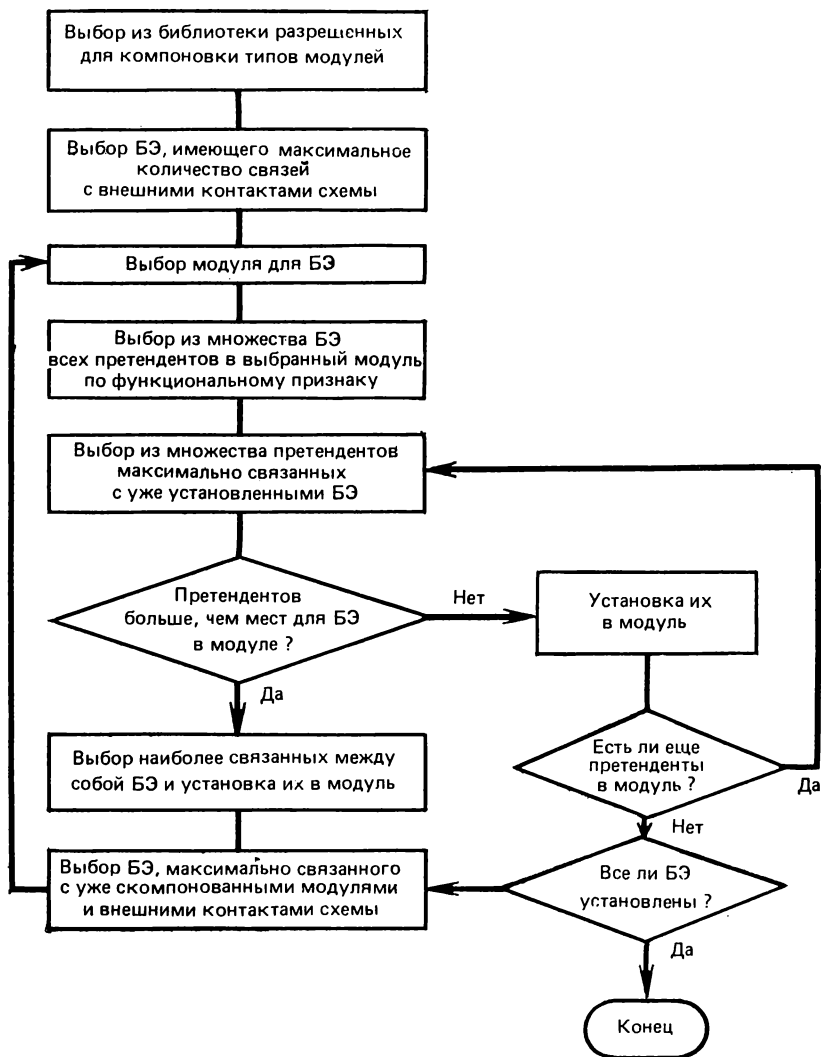 Выбор из библиотеки разрешенных
для компоновки типов модулей
Выбор БЭ, имеющего максимальное
количество связей
с внешними контактами схемы
Выбор модуля для БЭ
Выбор из множества БЭ
всех претендентов в выбранный модуль
по функциональному признаку
Выбор из множества претендентов
максимально связанных
с уже установленными БЭ
Претендентов
больше, чем мест для БЭ
в модуле ?
Нет
Установка их
в модуль
Да
Выбор наиболее связанных между
собой БЭ и установка их в модуль
Есть ли еще
претенденты
в модуль ?
Да
Нет
Выбор БЭ, максимально связанного
с уже скомпонованными модулями
и внешними контактами схемы
Все ли БЭ
установлены ?
Да
Конец